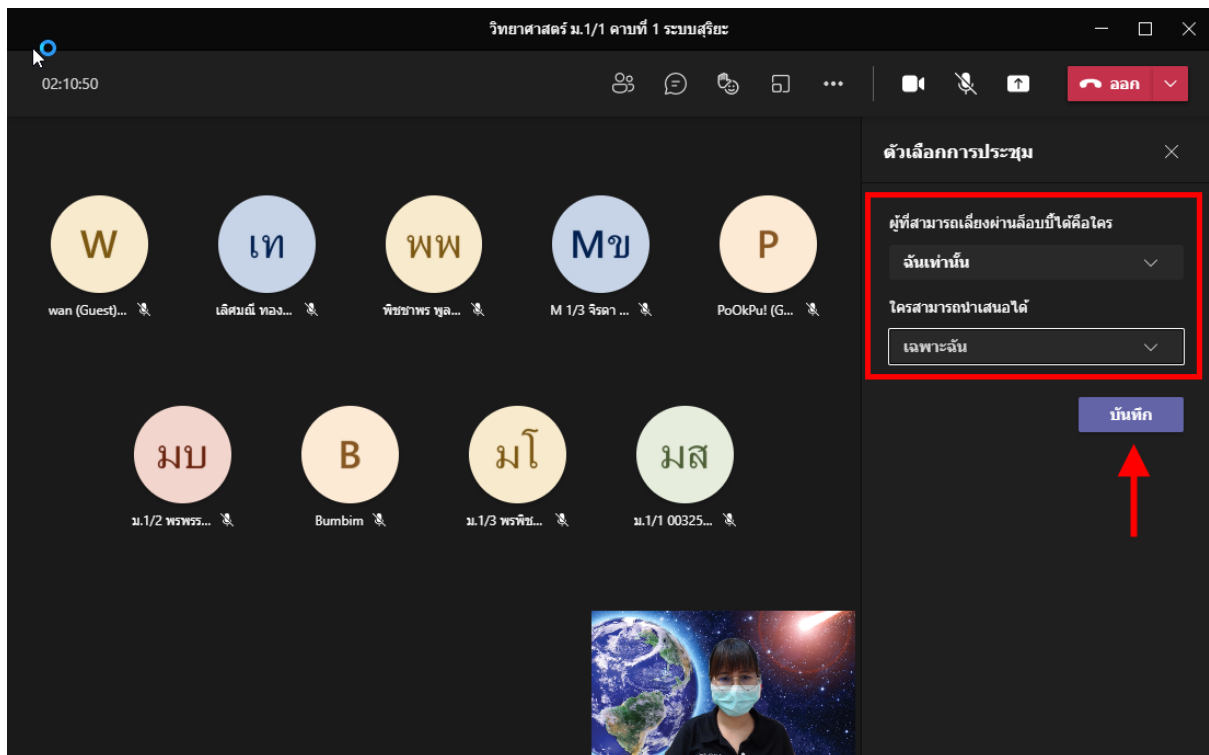 วิทยาศาสตร์ ม.1/1 คาบที่ 1 ระบบสุริยะ
02:10:50
ออก
ตัวเลือกการประชุม
ผู้ที่สามารถเลี่ยงผ่านล็อบบี้ได้คือใคร
ฉันเท่านั้น
ใครสามารถนำเสนอได้
เฉพาะฉัน
บันทึก
W
เท
พพ
Mข
P
wan (Guest)...
เลิศมณี ทอง...
พิชชาพร พูล...
M 1/3 จิรดา ...
PoOkPu! (G...
มบ
B
มโ
มส
ม.1/2 พรพรร...
Bumbim
ม.1/3 พรพิช...
ม.1/1 00325...